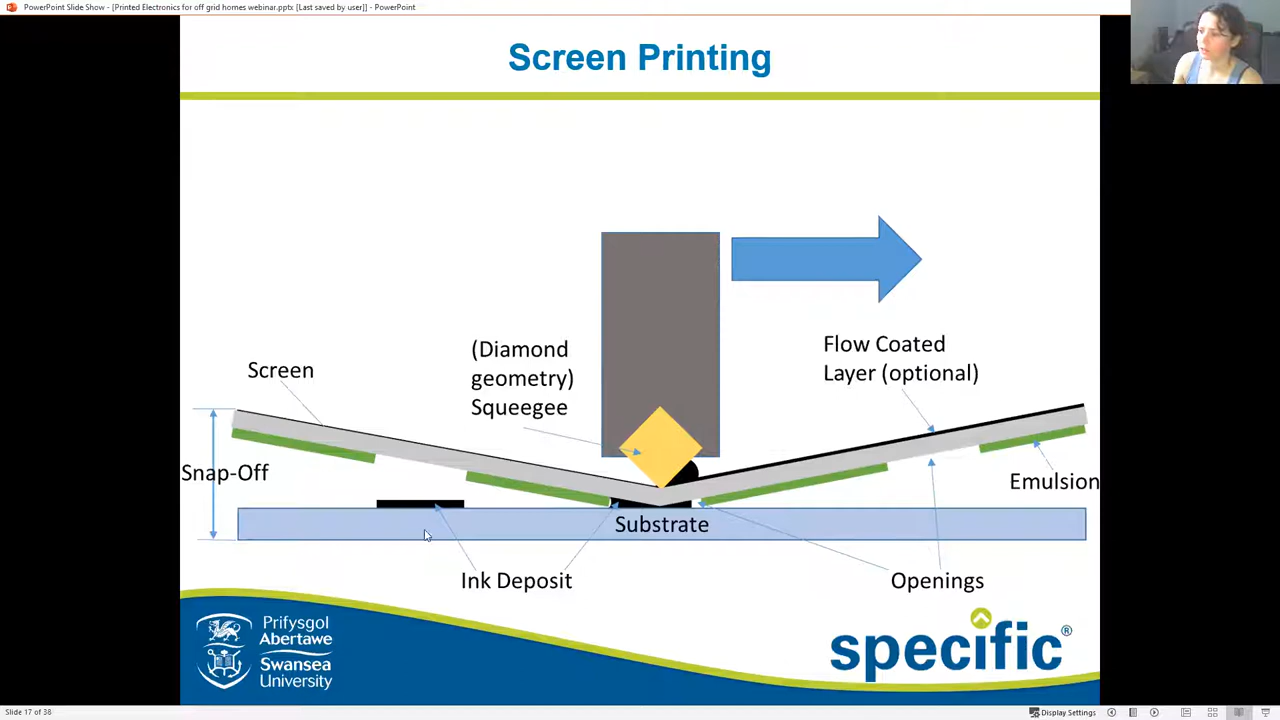 PowerPoint Slide Show - [Printed Electronics for off grid homes webinar.pptx [Last saved by user]] - PowerPoint
Screen Printing
(Diamond
geometry)
Squeegee
Flow Coated
Layer (optional)
Screen
Snap-Off
Emulsion
Substrate
Ink Deposit
Openings
Prifysgol
Abertawe
Swansea
University
specific®
Slide 17 of 38
Display Settings